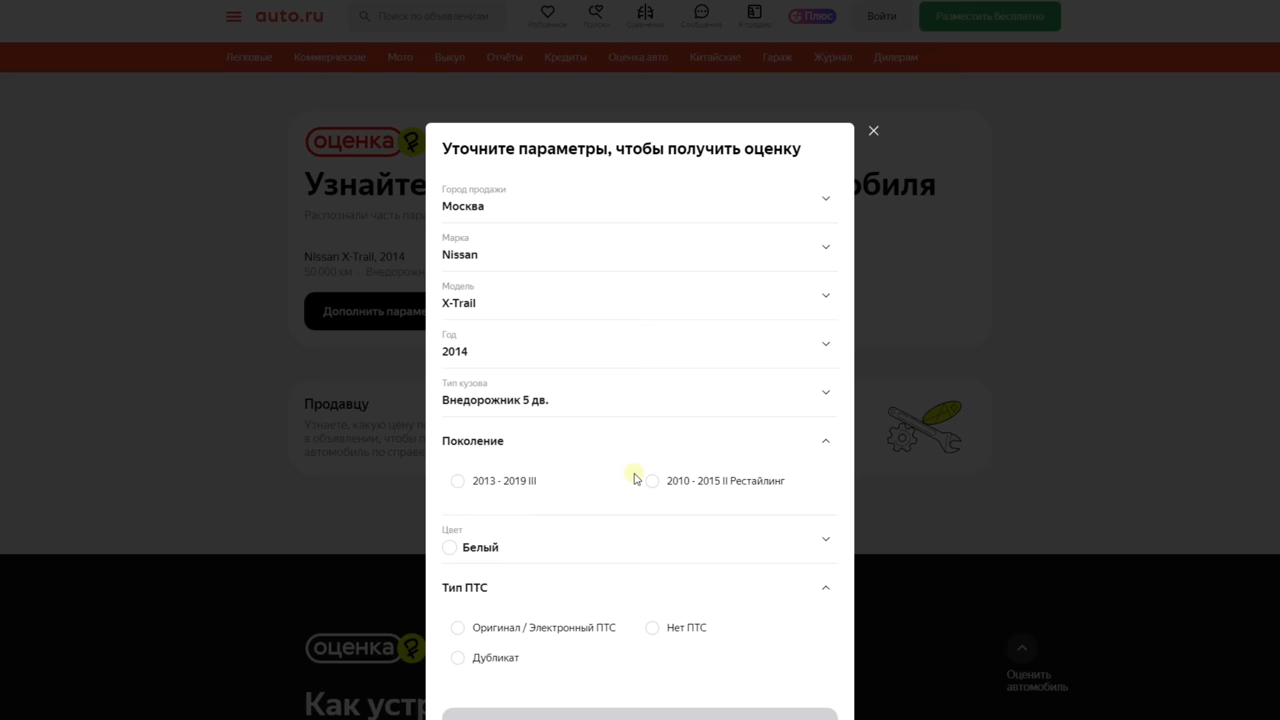 auto.ru
Поиск по объявлениям
Избранное
Поиски
Сравнения
Сообщения
Я продаю
Плюс
Войти
Разместить бесплатно
Легковые
Коммерческие
Мото
Выкуп
Отчёты
Кредиты
Оценка авто
Китайские
Гараж
Журнал
Дилерам
оценка
Узнайте
обиля
Распознали часть пар
Nissan X-Trail, 2014
50 000 км
Внедорожн
Дополнить параме
Продавцу
Узнаете, какую цену
в объявлении, чтобы
автомобиль по справе
Уточните параметры, чтобы получить оценку
Город продажи
Москва
Марка
Nissan
Модель
X-Trail
Год
2014
Тип кузова
Внедорожник 5 дв.
Поколение
2013 - 2019 III
2010 - 2015 II Рестайлинг
Цвет
Белый
Тип ПТС
Оригинал / Электронный ПТС
Нет ПТС
Дубликат
оценка
Как уст
Оценить
автомобиль